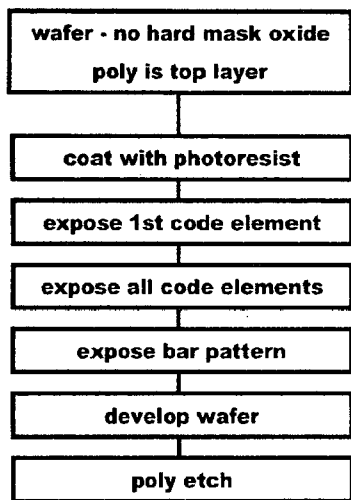 wafer - no hard mask oxide
poly is top layer
coat with photoresist
expose 1st code element
expose all code elements
expose bar pattern
develop wafer
poly etch